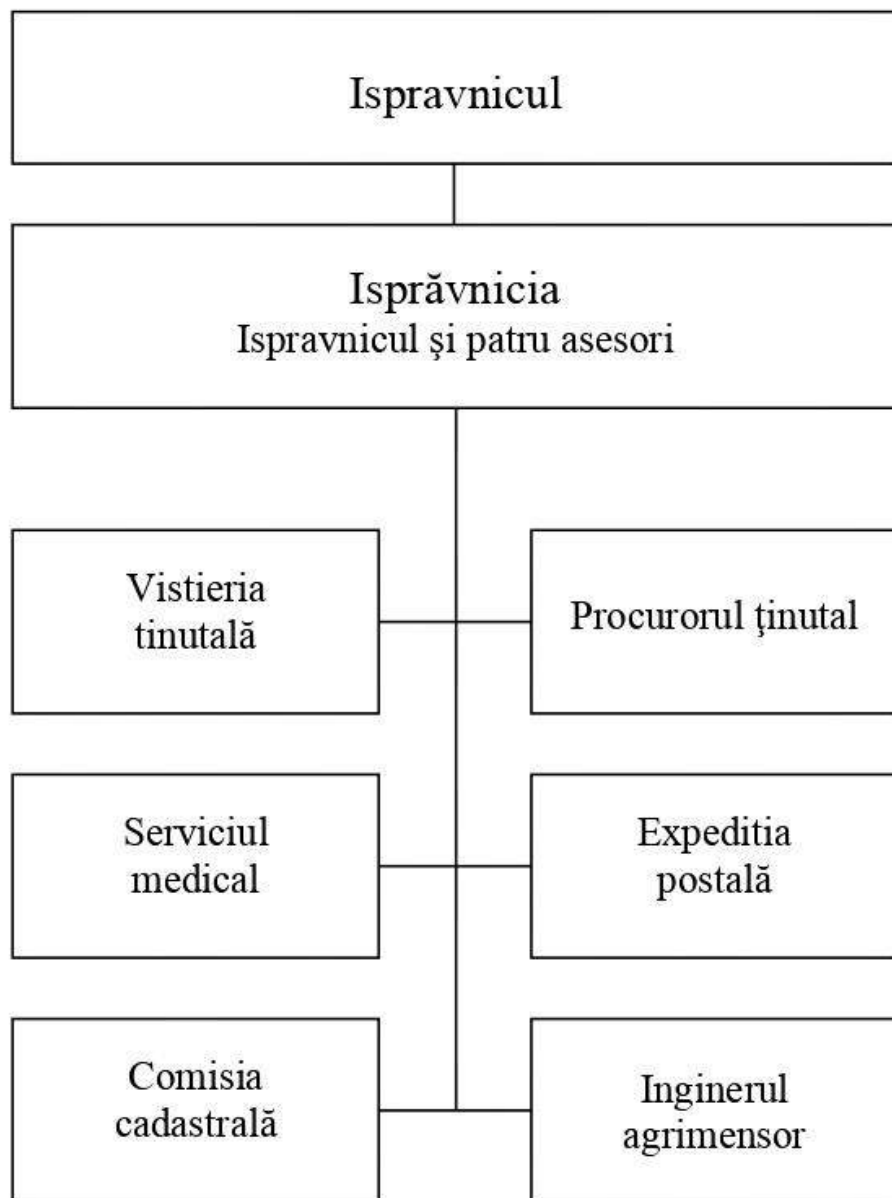 Ispravnicul
Isprăvnicia
Ispravnicul şi patru asesori
Vistieria
tinutală
Procurorul ţinutal
Serviciul
medical
Expeditia
postală
Comisia
cadastrală
Inginerul
agrimensor